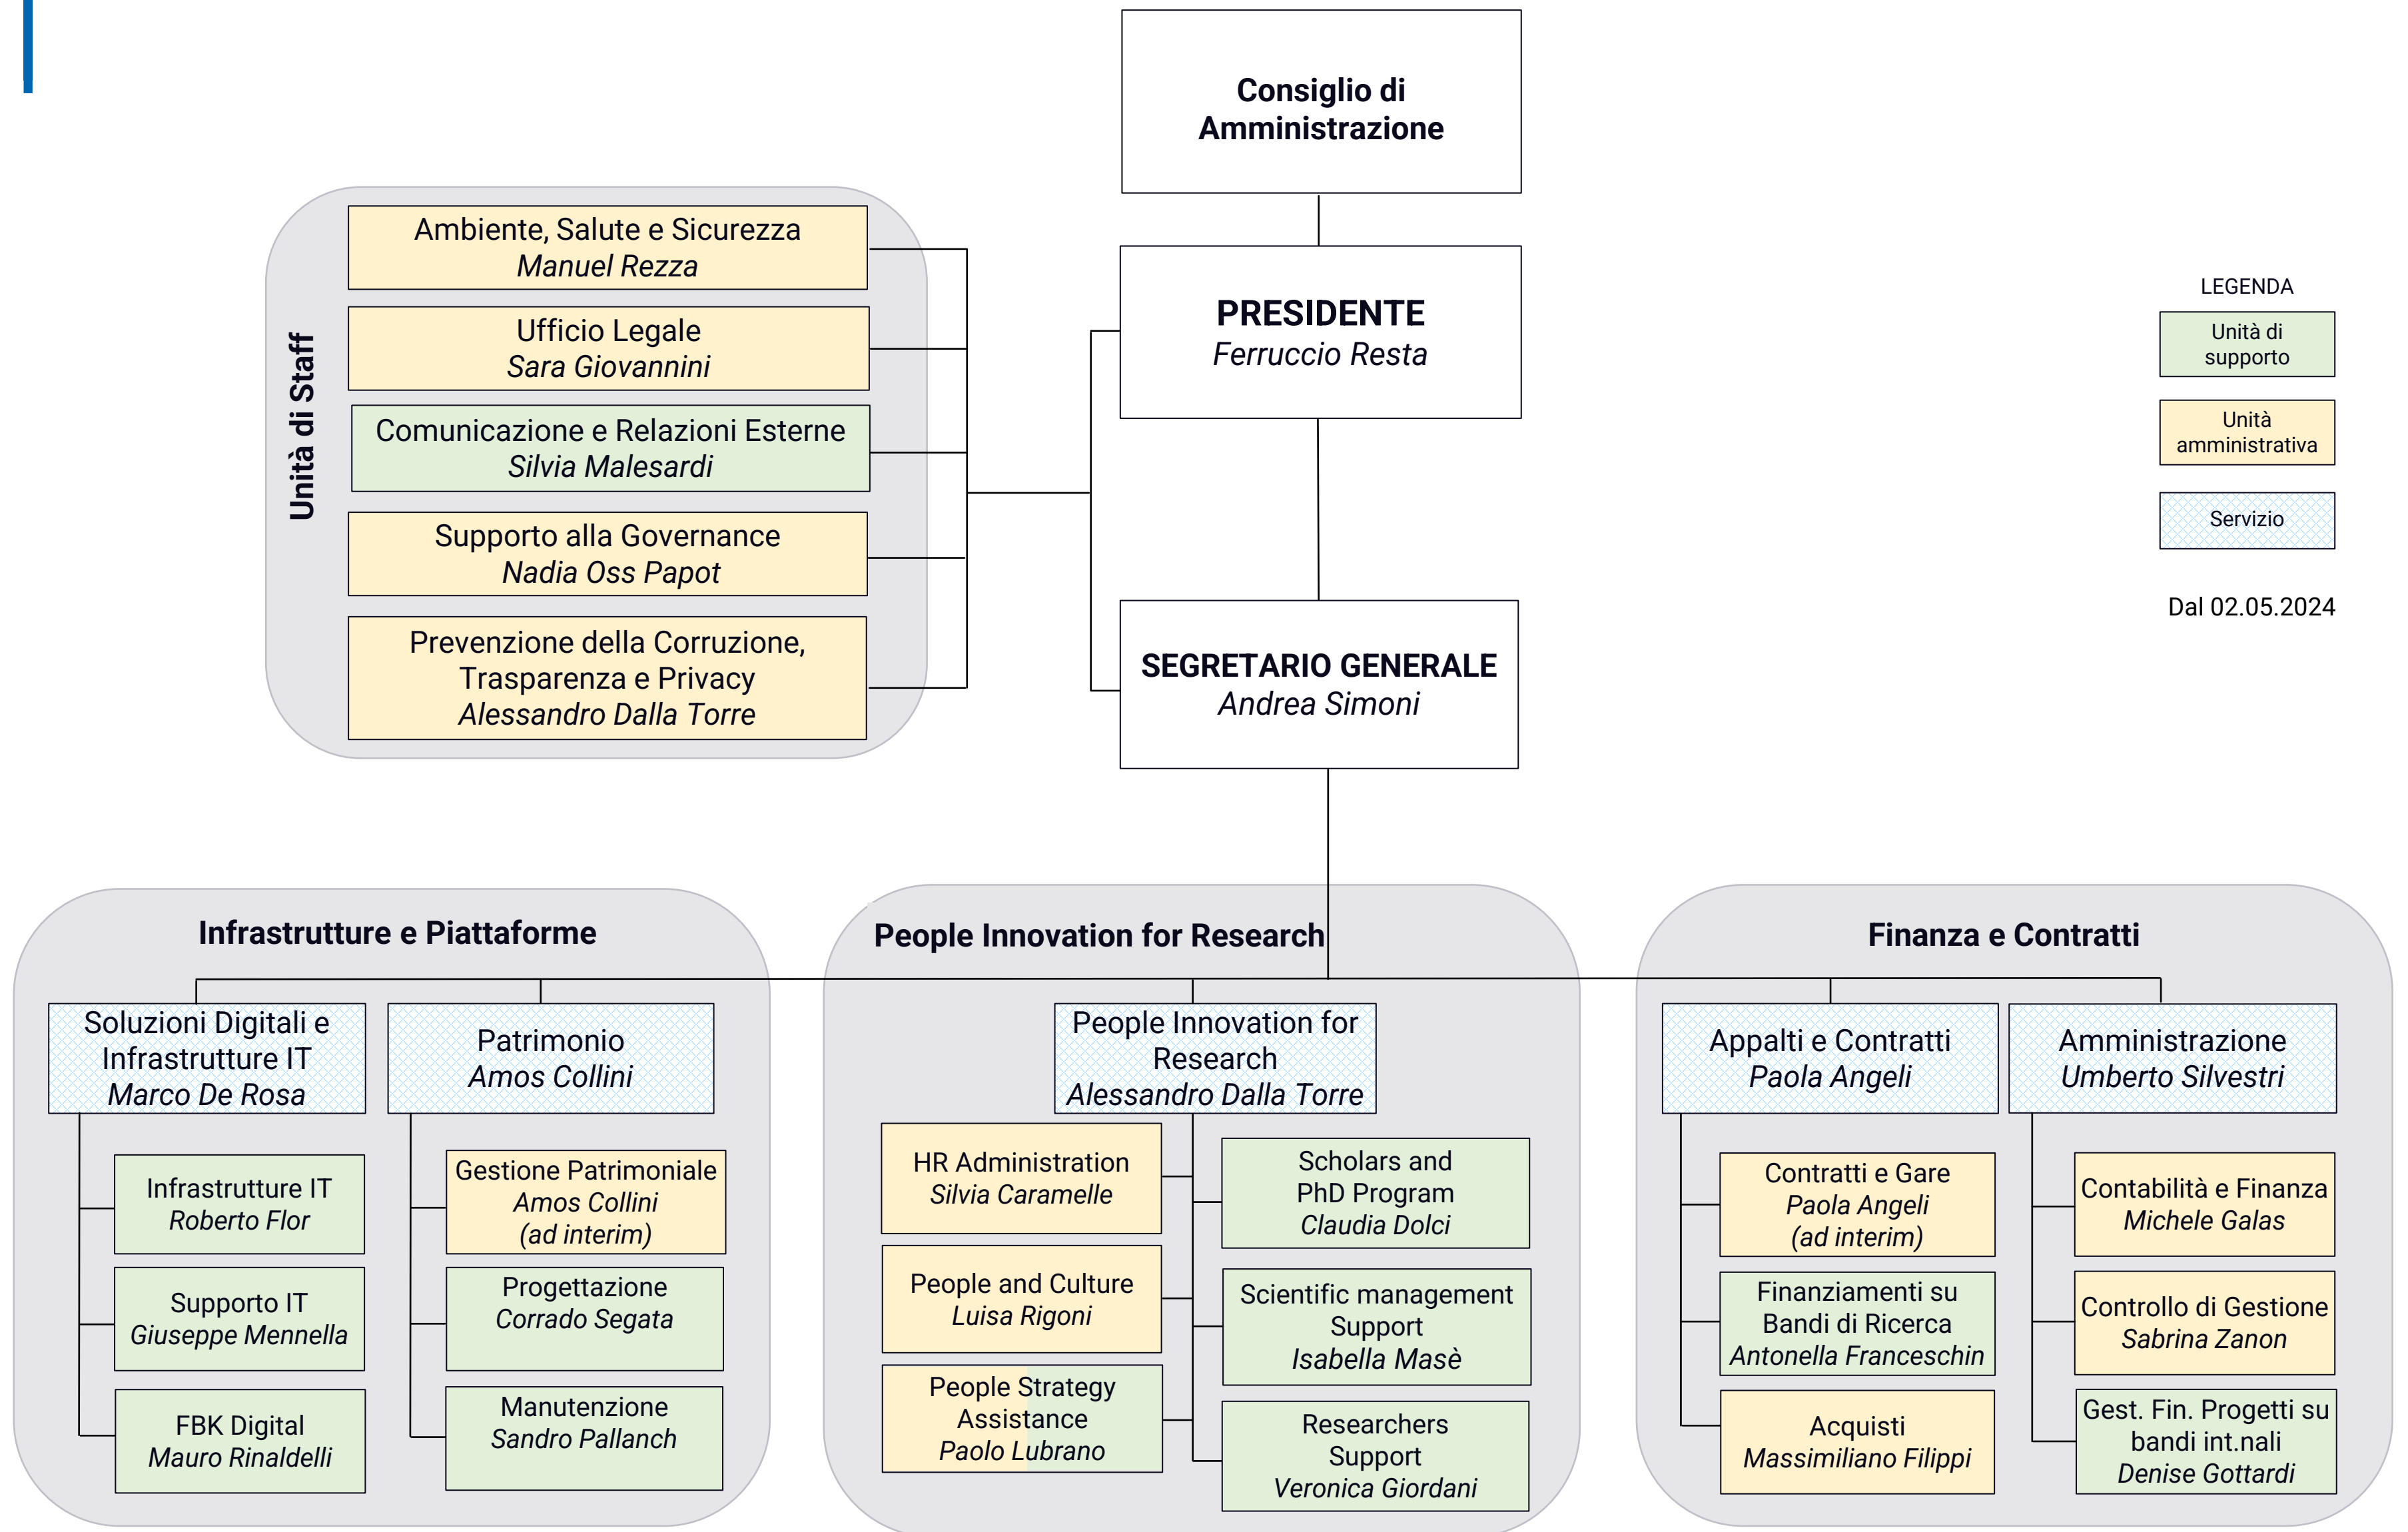 Consiglio di
Amministrazione
PRESIDENTE
Ferruccio Resta
SEGRETARIO GENERALE
Andrea Simoni
Unità di Staff
Ambiente, Salute e Sicurezza
Manuel Rezza
Ufficio Legale
Sara Giovannini
Comunicazione e Relazioni Esterne
Silvia Malesardi
Supporto alla Governance
Nadia Oss Papot
Prevenzione della Corruzione,
Trasparenza e Privacy
Alessandro Dalla Torre
LEGENDA
Unità di
supporto
Unità
amministrativa
Servizio
Dal 02.05.2024
Infrastrutture e Piattaforme
Soluzioni Digitali e
Infrastrutture IT
Marco De Rosa
Infrastrutture IT
Roberto Flor
Supporto IT
Giuseppe Mennella
FBK Digital
Mauro Rinaldelli
Patrimonio
Amos Collini
Gestione Patrimoniale
Amos Collini
(ad interim)
Progettazione
Corrado Segata
Manutenzione
Sandro Pallanch
People Innovation for Research
People Innovation for
Research
Alessandro Dalla Torre
HR Administration
Silvia Caramelle
People and Culture
Luisa Rigoni
People Strategy
Assistance
Paolo Lubrano
Scholars and
PhD Program
Claudia Dolci
Scientific management
Support
Isabella Masè
Researchers
Support
Veronica Giordani
Finanza e Contratti
Appalti e Contratti
Paola Angeli
Contratti e Gare
Paola Angeli
(ad interim)
Finanziamenti su
Bandi di Ricerca
Antonella Franceschin
Acquisti
Massimiliano Filippi
Amministrazione
Umberto Silvestri
Contabilità e Finanza
Michele Galas
Controllo di Gestione
Sabrina Zanon
Gest. Fin. Progetti su
bandi int.nali
Denise Gottardi